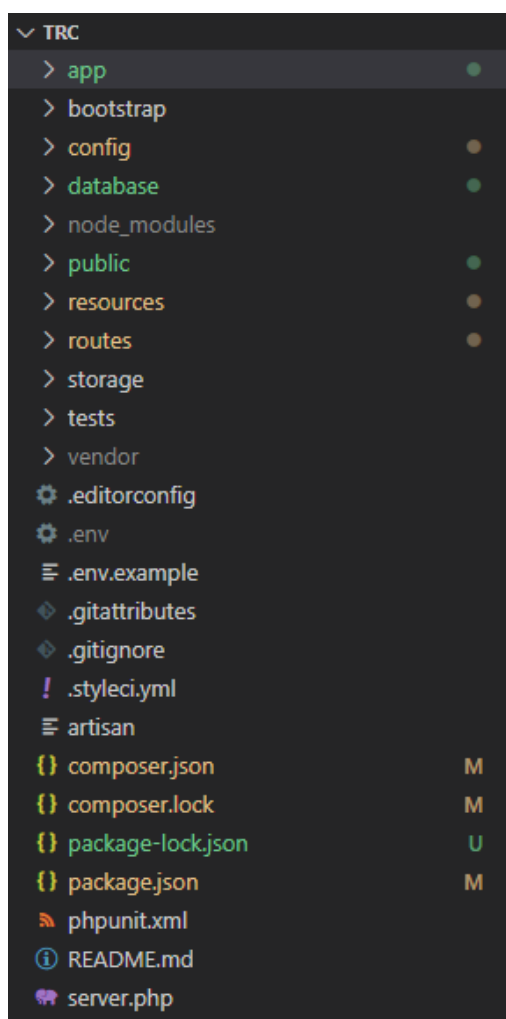 TRC
app
bootstrap
config
database
node_modules
public
resources
routes
storage
tests
vendor
.editorconfig
.env
.env.example
.gitattributes
.gitignore
.styleci.yml
artisan
composer.json M
composer.lock M
package-lock.json U
package.json M
phpunit.xml
README.md
server.php